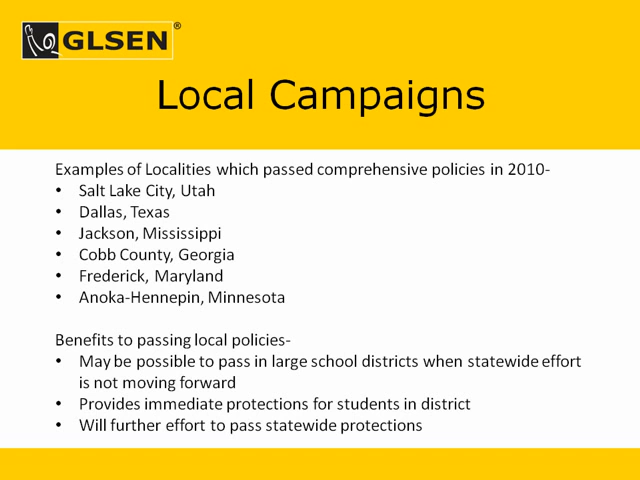 GLSEN®
Local Campaigns
Examples of Localities which passed comprehensive policies in 2010-
• Salt Lake City, Utah
• Dallas, Texas
• Jackson, Mississippi
• Cobb County, Georgia
• Frederick, Maryland
• Anoka-Hennepin, Minnesota
Benefits to passing local policies-
• May be possible to pass in large school districts when statewide effort
is not moving forward
• Provides immediate protections for students in district
• Will further effort to pass statewide protections